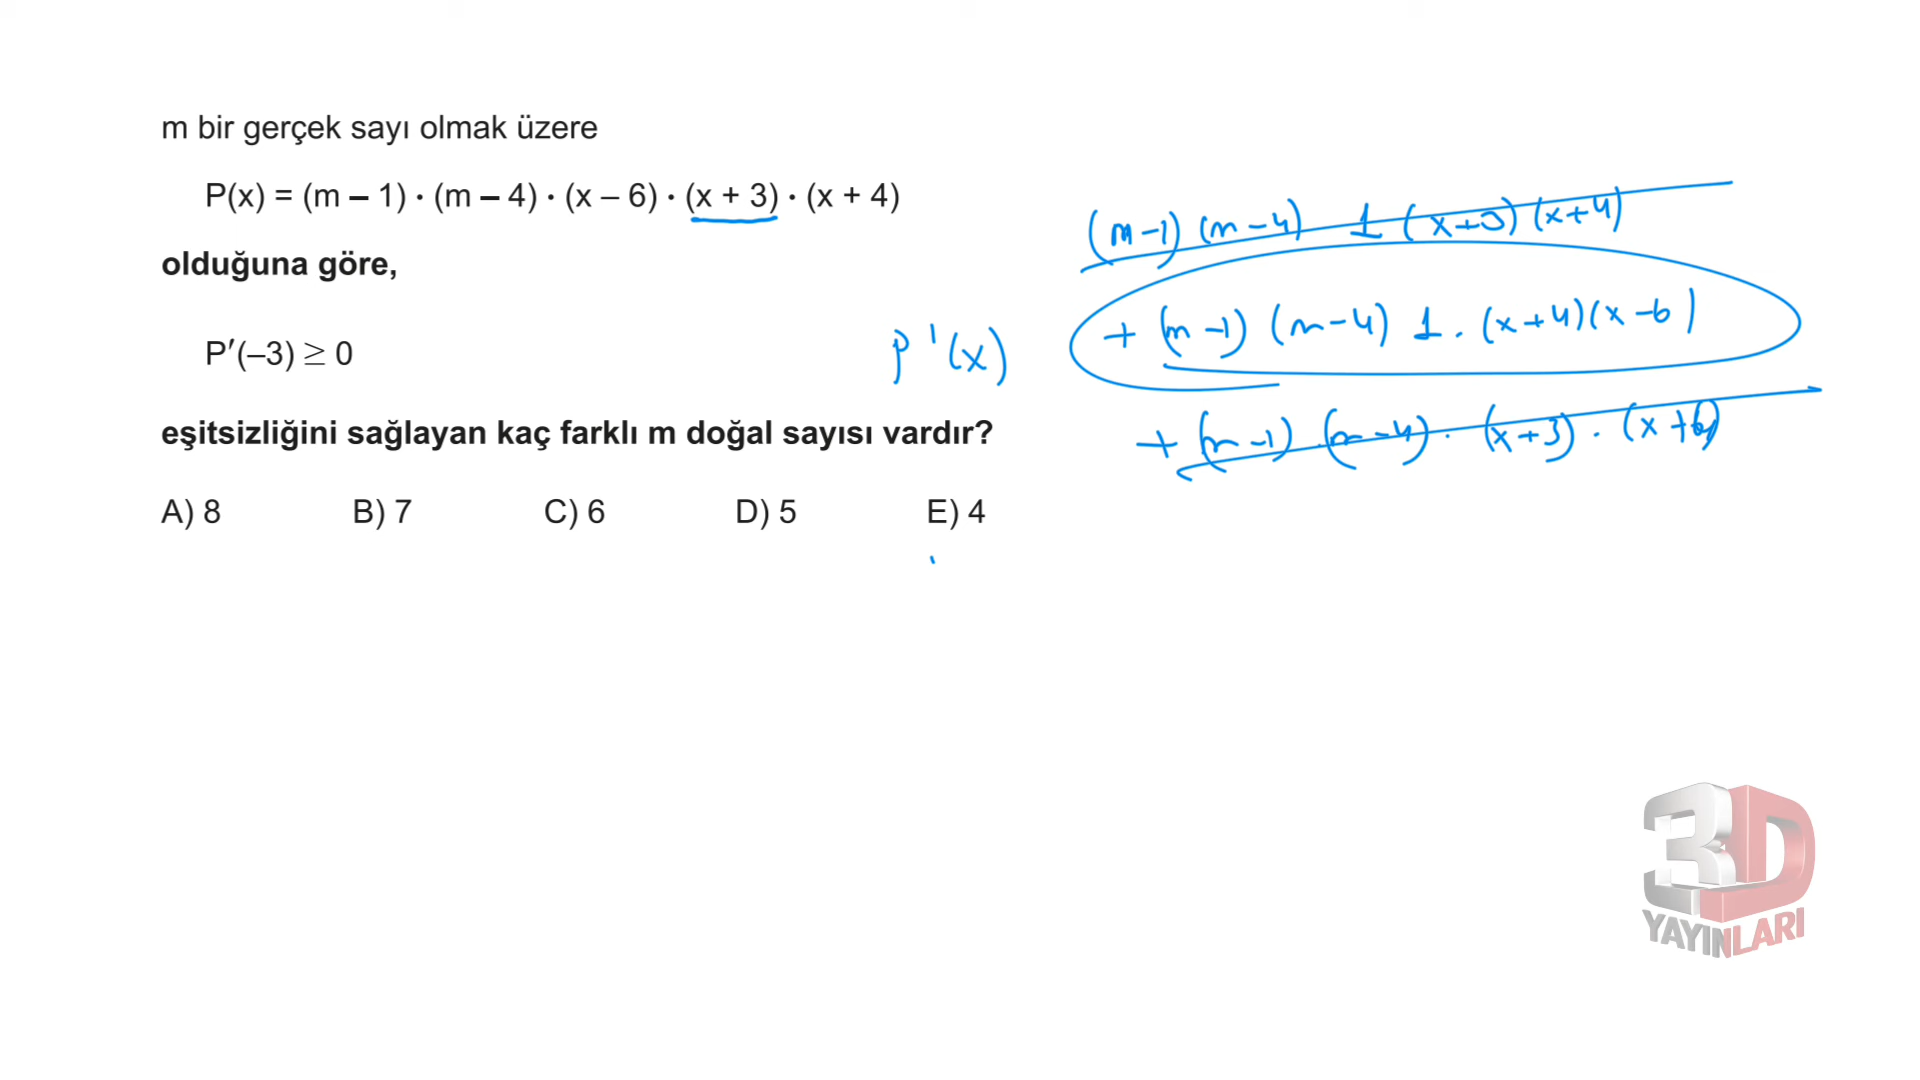 m bir gerçek sayı olmak üzere
P(x) = (m – 1) · (m – 4) · (x – 6) · (x + 3) · (x + 4)
olduğuna göre,
P′(–3) ≥ 0
eşitsizliğini sağlayan kaç farklı m doğal sayısı vardır?
A) 8 B) 7 C) 6 D) 5 E) 4
(m-1) (m-4) 1 (x+3) (x+4)
P'(x) + (m-1) (m-4) 1. (x+4)(x-6)
+ (m-1) . (m-4) . (x+3) . (x+6)
3D
YAYINLARI